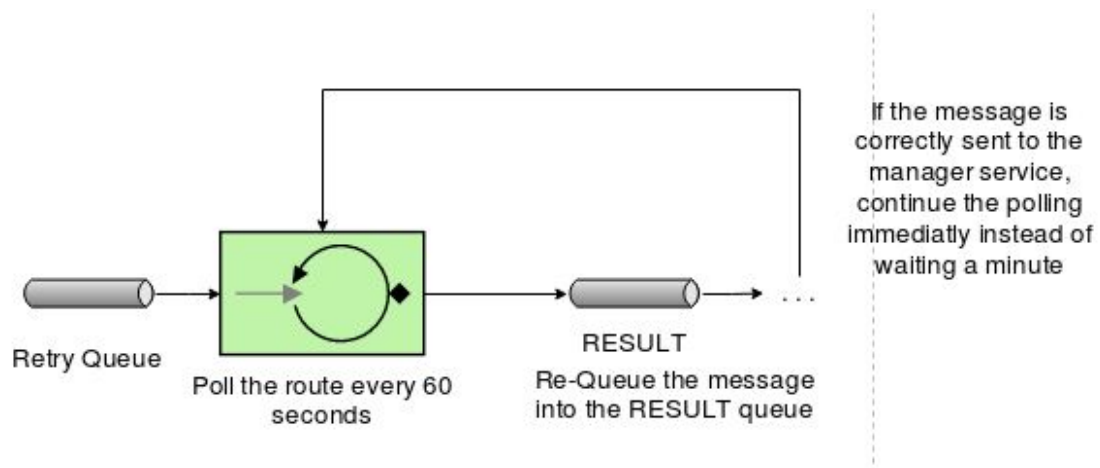 If the message is
correctly sent to the
manager service,
continue the polling
immediatly instead of
waiting a minute
. . .
Retry Queue
RESULT
Poll the route every 60
seconds
Re-Queue the message
into the RESULT queue